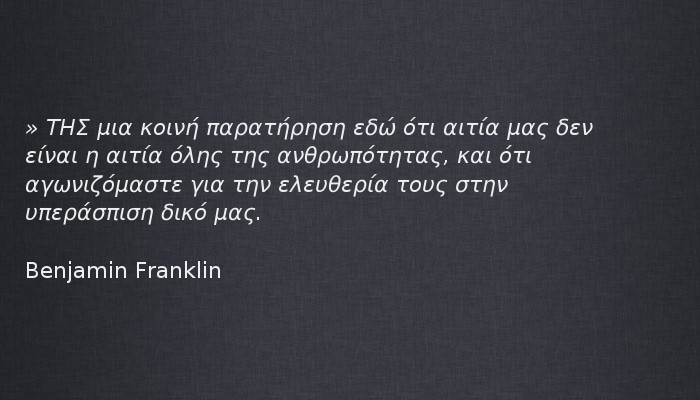 » ΤΗΣ μια κοινή παρατήρηση εδώ ότι αιτία μας δεν
είναι η αιτία όλης της ανθρωπότητας, και ότι
αγωνιζόμαστε για την ελευθερία τους στην
υπεράσπιση δικό μας.
Benjamin Franklin